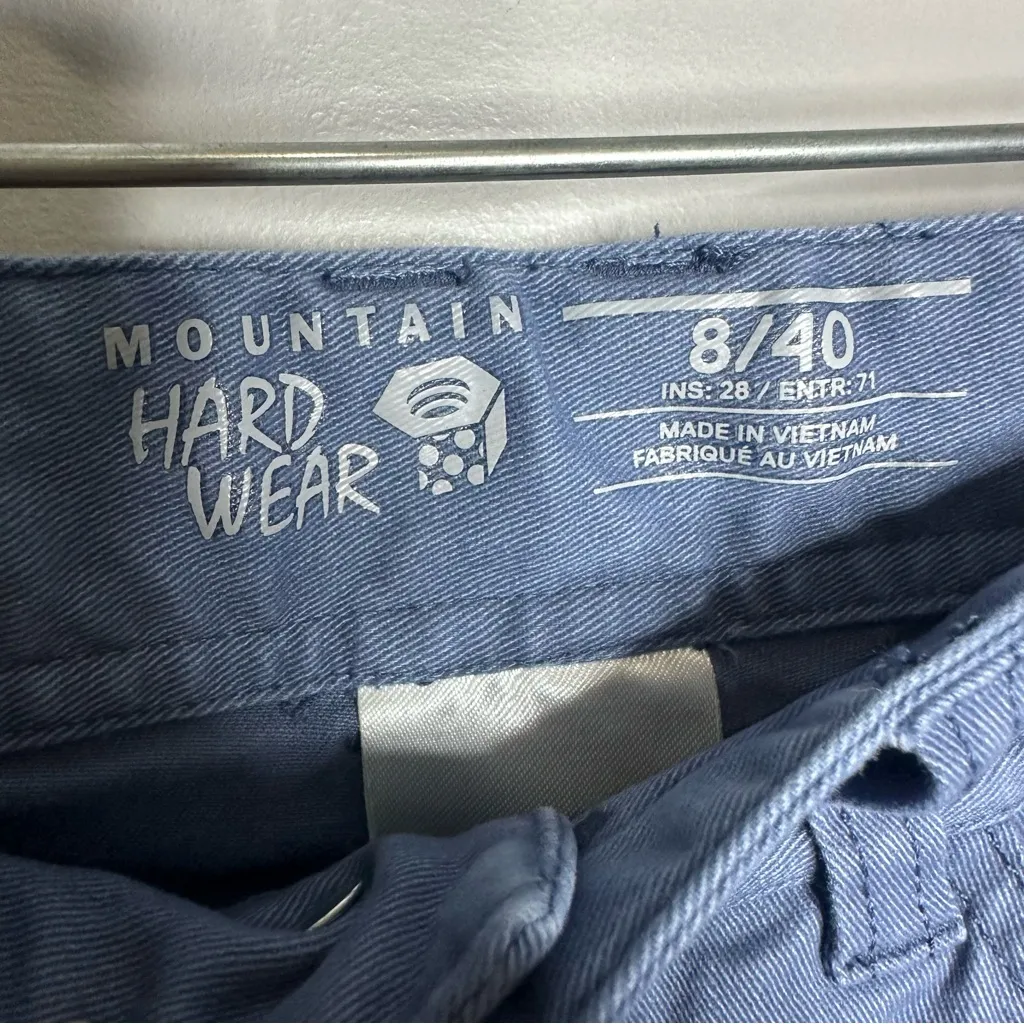 MOUNTAIN
HARD
WEAR
8/40
INS: 28 / ENTR: 71
MADE IN VIETNAM
FABRIQUÉ AU VIETNAM